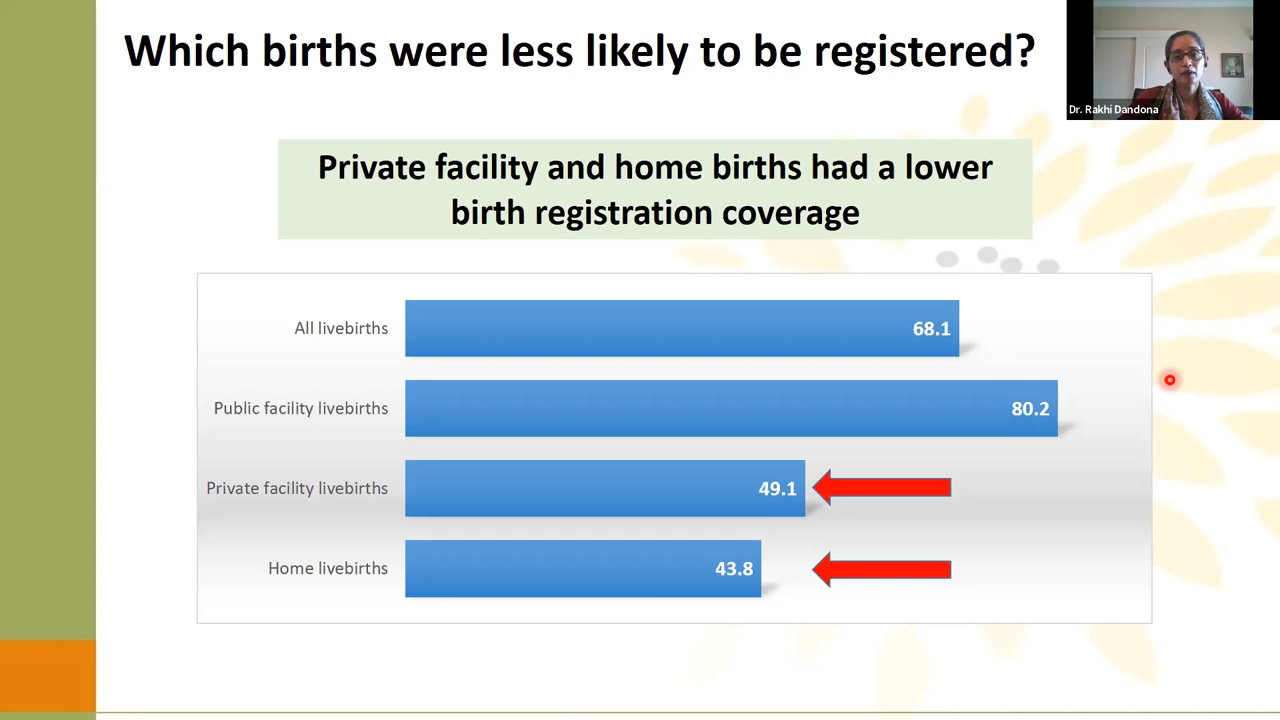 Which births were less likely to be registered?
Dr. Rakhi Dandona
Private facility and home births had a lower
birth registration coverage
All livebirths
68.1
Public facility livebirths
80.2
Private facility livebirths
49.1
Home livebirths
43.8